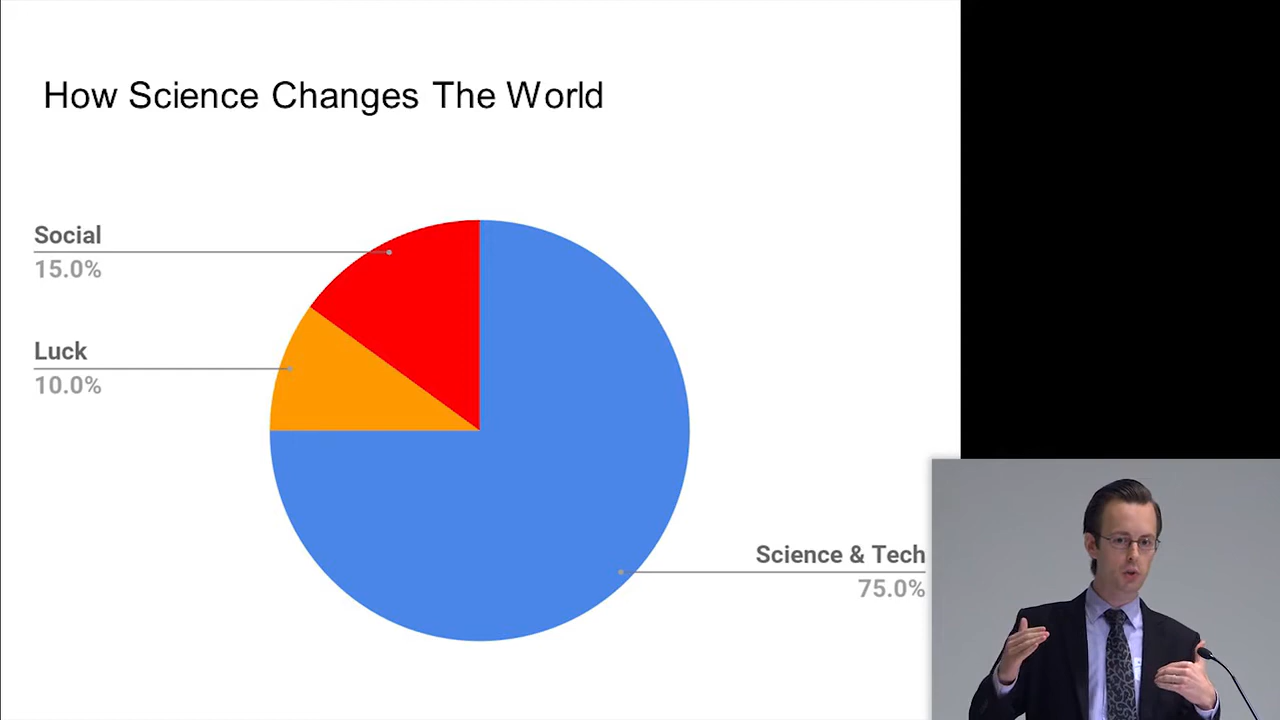 How Science Changes The World
Social
15.0%
Luck
10.0%
Science & Tech
75.0%